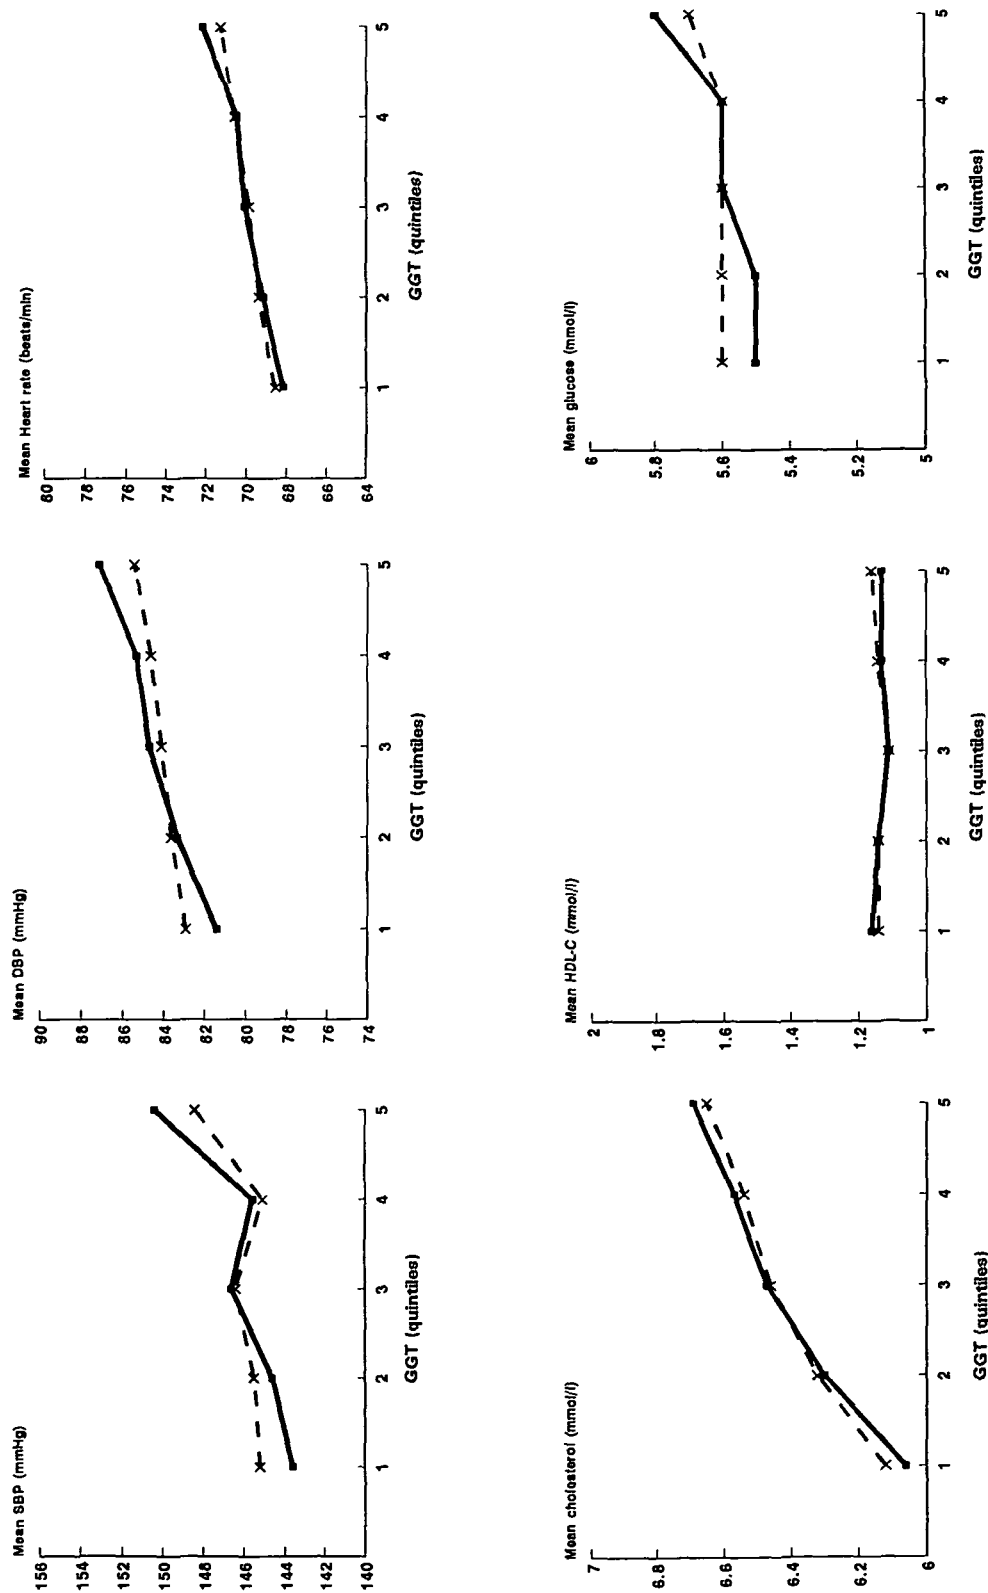 Mean SBP (mmHg)
156
154
152
150
148
146
144
142
140
1 2 3 4 5
GGT (quintiles)
Mean DBP (mmHg)
90
88
86
84
82
80
78
76
74
1 2 3 4 5
GGT (quintiles)
Mean Heart rate (beats/min)
80
78
76
74
72
70
68
66
64
1 2 3 4 5
GGT (quintiles)
Mean cholesterol (mmol/l)
7
6.8
6.6
6.4
6.2
6
1 2 3 4 5
GGT (quintiles)
Mean HDL-C (mmol/l)
2
1.8
1.6
1.4
1.2
1
1 2 3 4 5
GGT (quintiles)
Mean glucose (mmol/l)
6
5.8
5.6
5.4
5.2
5
1 2 3 4 5
GGT (quintiles)